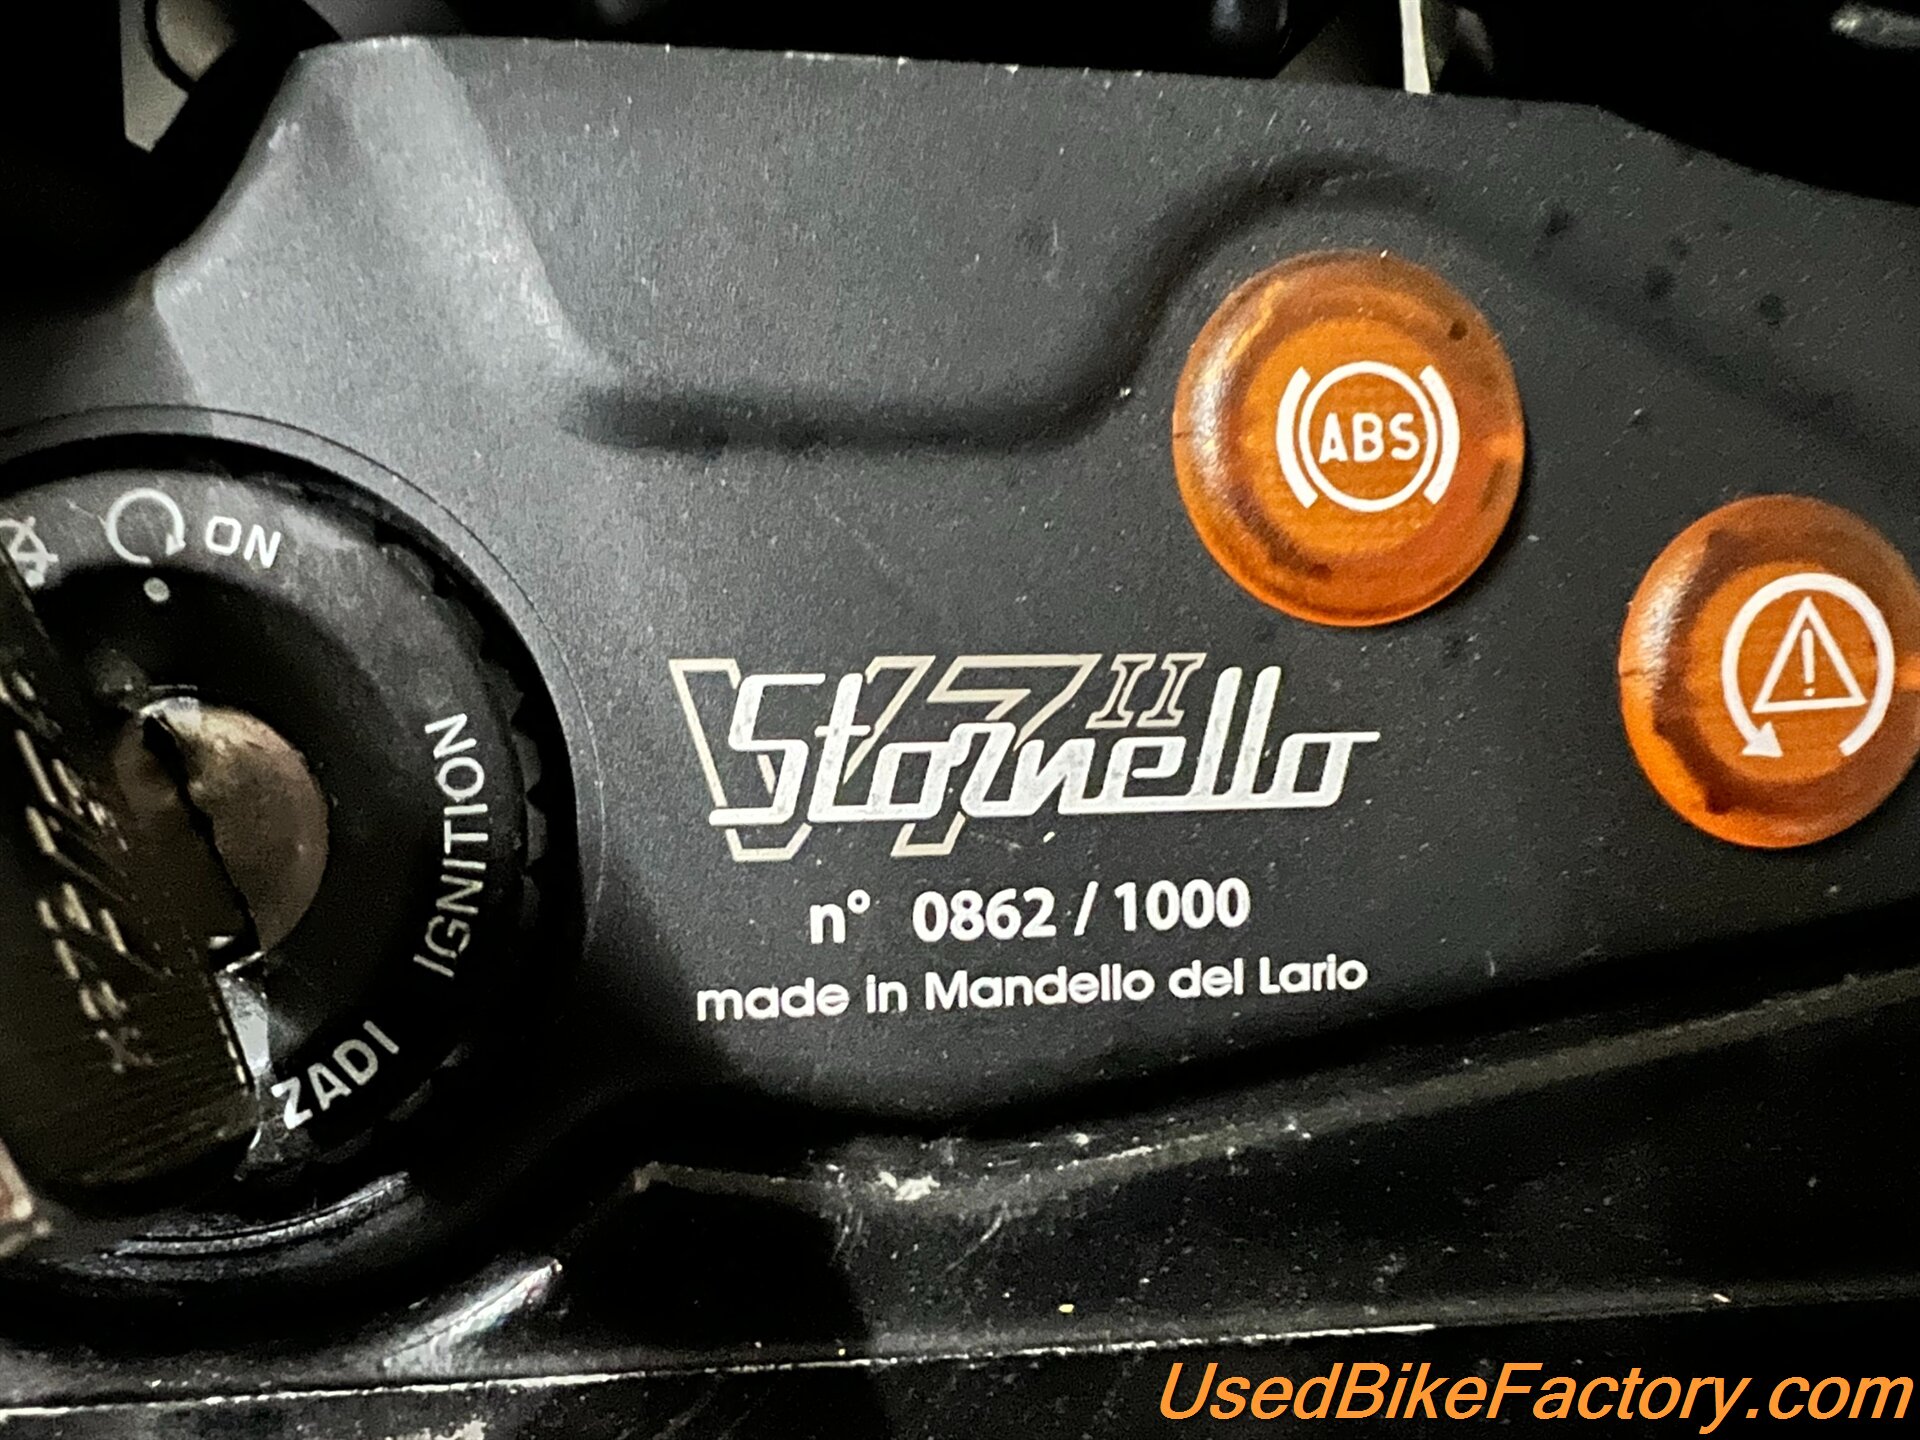 ON
IGNITION
ZADI
ABS
V7 II
Stornello
n° 0862 / 1000
made in Mandello del Lario
UsedBikeFactory.com